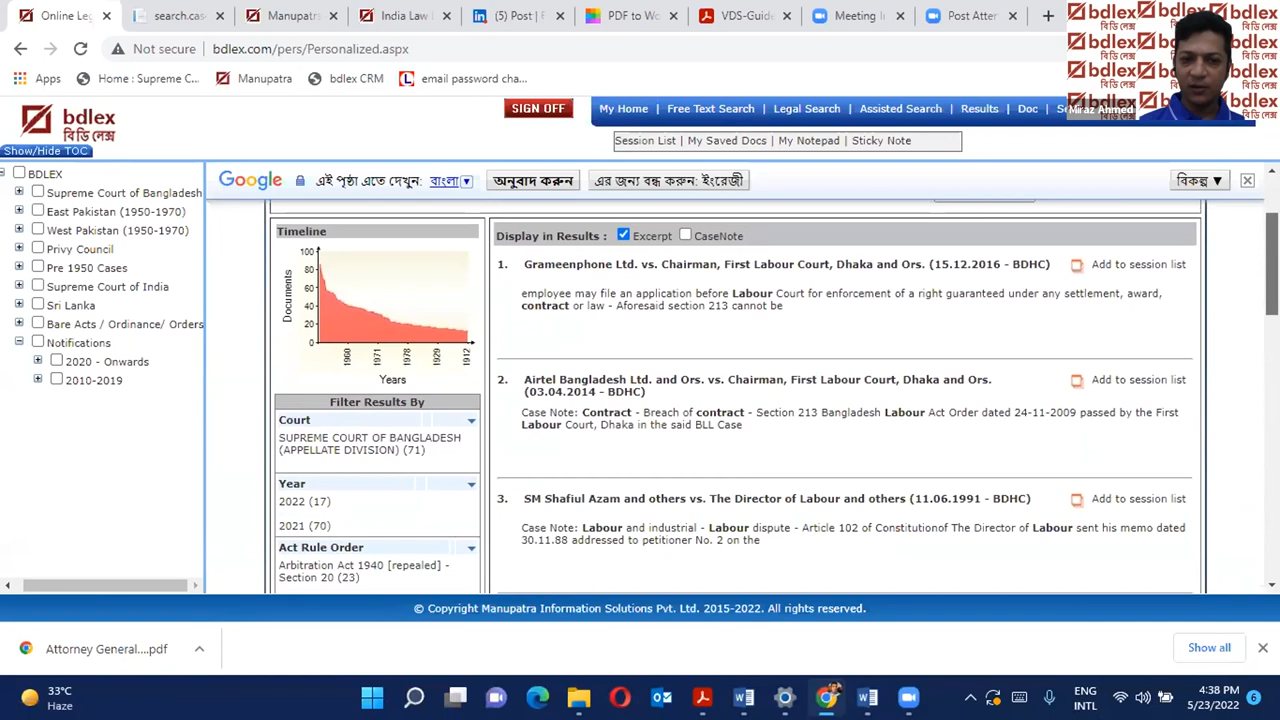 Online Leg
search.cas
Manupatra
India Law
(5) Post | F
PDF to Wo
VDS-Guide
Meeting In
Post Atten
Not secure
bdlex.com/pers/Personalized.aspx
Apps
Home : Supreme C...
Manupatra
bdlex CRM
email password cha...
bdlex
বিডি লেক্স
bdlex
বিডি লেক্স
Miraz Ahmed
SIGN OFF
My Home | Free Text Search | Legal Search | Assisted Search | Results | Doc | S
Session List | My Saved Docs | My Notepad | Sticky Note
Show/Hide TOC
BDLEX
Supreme Court of Bangladesh
East Pakistan (1950-1970)
West Pakistan (1950-1970)
Privy Council
Pre 1950 Cases
Supreme Court of India
Sri Lanka
Bare Acts / Ordinance/ Orders
Notifications
2020 - Onwards
2010-2019
Google এই পৃষ্ঠা এতে দেখুন: বাংলা অনুবাদ করুন এর জন্য বন্ধ করুন: ইংরেজী বিকল্প ▼
Timeline
Documents
100
80
60
40
20
0
1960 1971 1978 1929 1912
Years
Filter Results By
Court
SUPREME COURT OF BANGLADESH
(APPELLATE DIVISION) (71)
Year
2022 (17)
2021 (70)
Act Rule Order
Arbitration Act 1940 [repealed] -
Section 20 (23)
Display in Results : Excerpt CaseNote
1. Grameenphone Ltd. vs. Chairman, First Labour Court, Dhaka and Ors. (15.12.2016 - BDHC) Add to session list
employee may file an application before Labour Court for enforcement of a right guaranteed under any settlement, award,
contract or law - Aforesaid section 213 cannot be
2. Airtel Bangladesh Ltd. and Ors. vs. Chairman, First Labour Court, Dhaka and Ors. Add to session list
(03.04.2014 - BDHC)
Case Note: Contract - Breach of contract - Section 213 Bangladesh Labour Act Order dated 24-11-2009 passed by the First
Labour Court, Dhaka in the said BLL Case
3. SM Shafiul Azam and others vs. The Director of Labour and others (11.06.1991 - BDHC) Add to session list
Case Note: Labour and industrial - Labour dispute - Article 102 of Constitutionof The Director of Labour sent his memo dated
30.11.88 addressed to petitioner No. 2 on the
© Copyright Manupatra Information Solutions Pvt. Ltd. 2015-2022. All rights reserved.
Attorney General....pdf
Show all
33°C
Haze
ENG
INTL
4:38 PM
5/23/2022
6